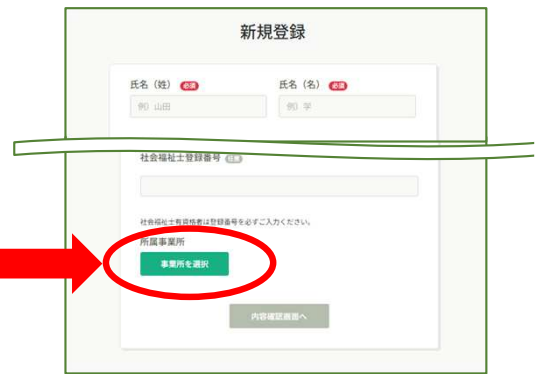 新規登録
氏名（姓） 必須 氏名（名） 必須
例）山田 例）学
社会福祉士登録番号 任意
社会福祉士有資格者は登録番号を必ずご入力ください。
所属事業所
事業所を選択
内容確認画面へ